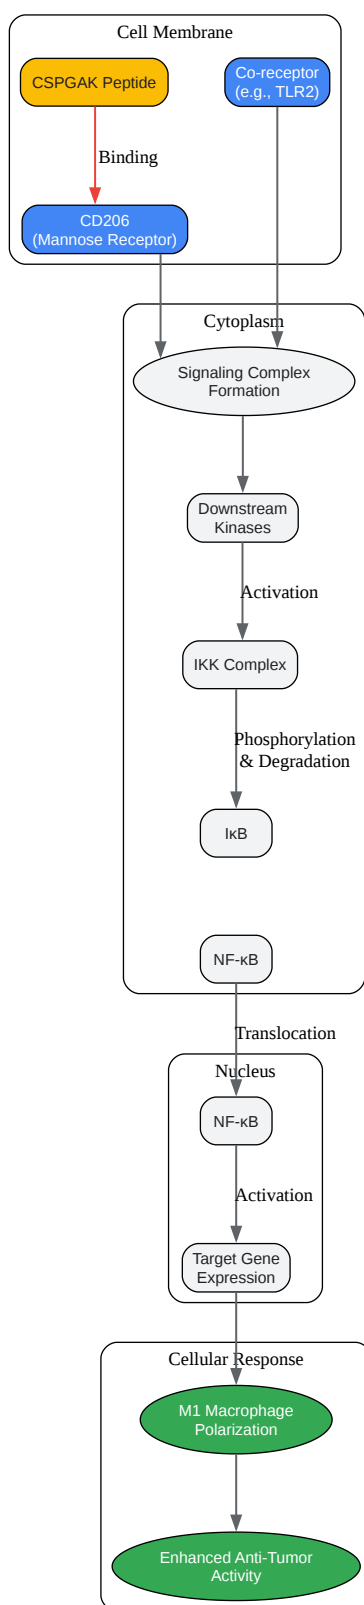 Cell Membrane
CSPGAK Peptide
Co-receptor
(e.g., TLR2)
Binding
CD206
(Mannose Receptor)
Cytoplasm
Signaling Complex
Formation
Downstream
Kinases
Activation
IKK Complex
Phosphorylation
& Degradation
IκB
NF-κB
Translocation
Nucleus
NF-κB
Activation
Target Gene
Expression
Cellular Response
M1 Macrophage
Polarization
Enhanced Anti-Tumor
Activity